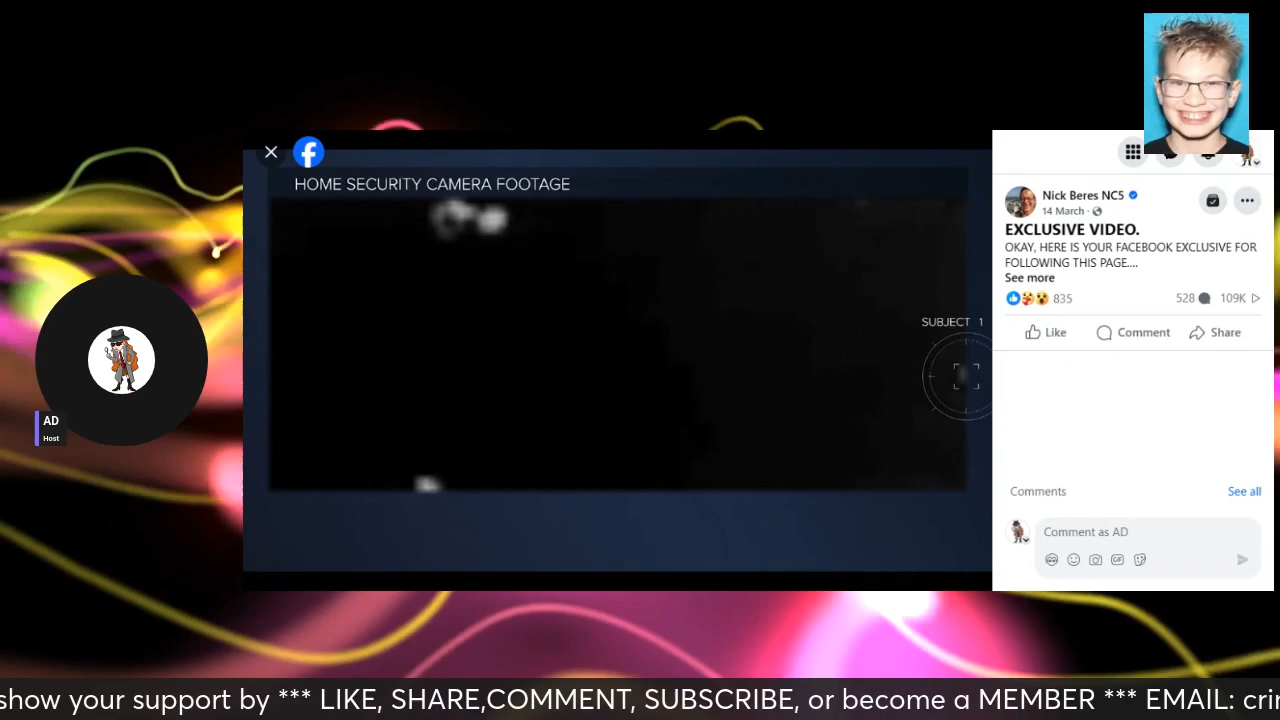 HOME SECURITY CAMERA FOOTAGE
SUBJECT 1
AD
Host
Nick Beres NC5
14 March ·
EXCLUSIVE VIDEO.
OKAY, HERE IS YOUR FACEBOOK EXCLUSIVE FOR
FOLLOWING THIS PAGE....
See more
835
528
109K
Like
Comment
Share
Comments
See all
Comment as AD
GIF
show your support by *** LIKE, SHARE,COMMENT, SUBSCRIBE, or become a MEMBER *** EMAIL: cri